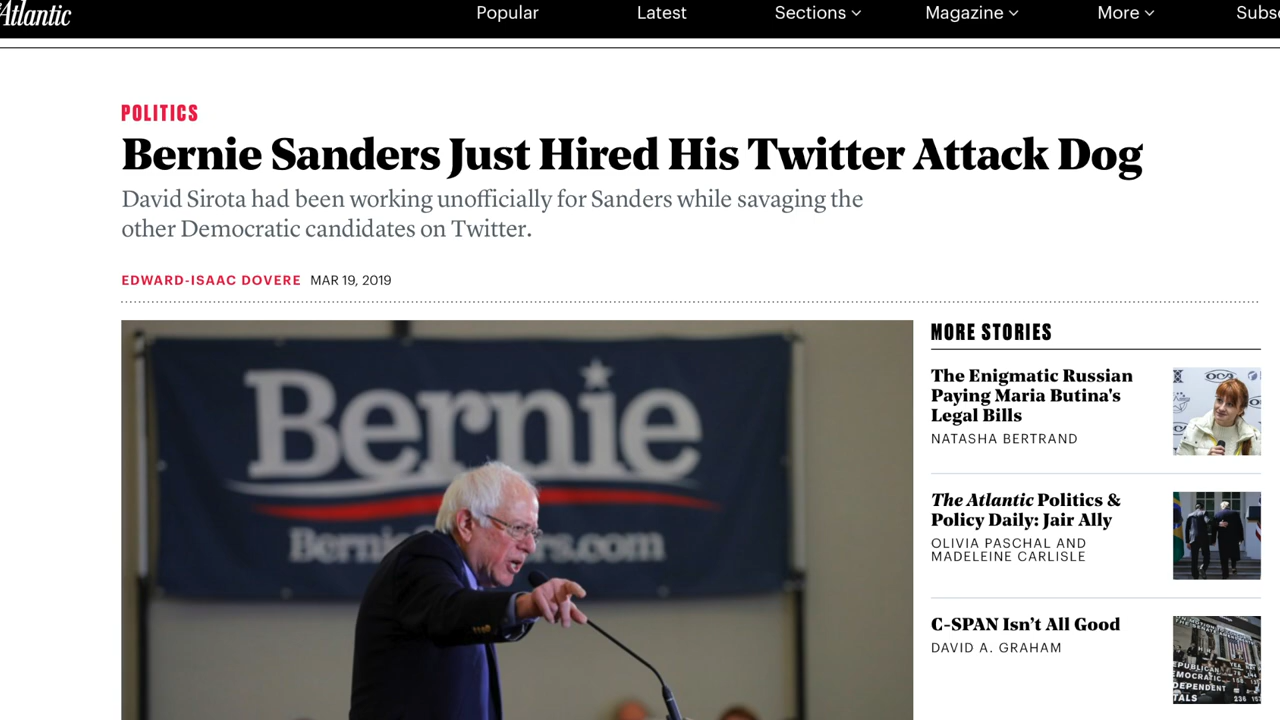 Atlantic
Popular
Latest
Sections
Magazine
More
POLITICS
Bernie Sanders Just Hired His Twitter Attack Dog
David Sirota had been working unofficially for Sanders while savaging the
other Democratic candidates on Twitter.
EDWARD-ISAAC DOVERE MAR 19, 2019
Bernie
MORE STORIES
The Enigmatic Russian
Paying Maria Butina's
Legal Bills
NATASHA BERTRAND
The Atlantic Politics &
Policy Daily: Jair Ally
OLIVIA PASCHAL AND
MADELEINE CARLISLE
C-SPAN Isn’t All Good
DAVID A. GRAHAM